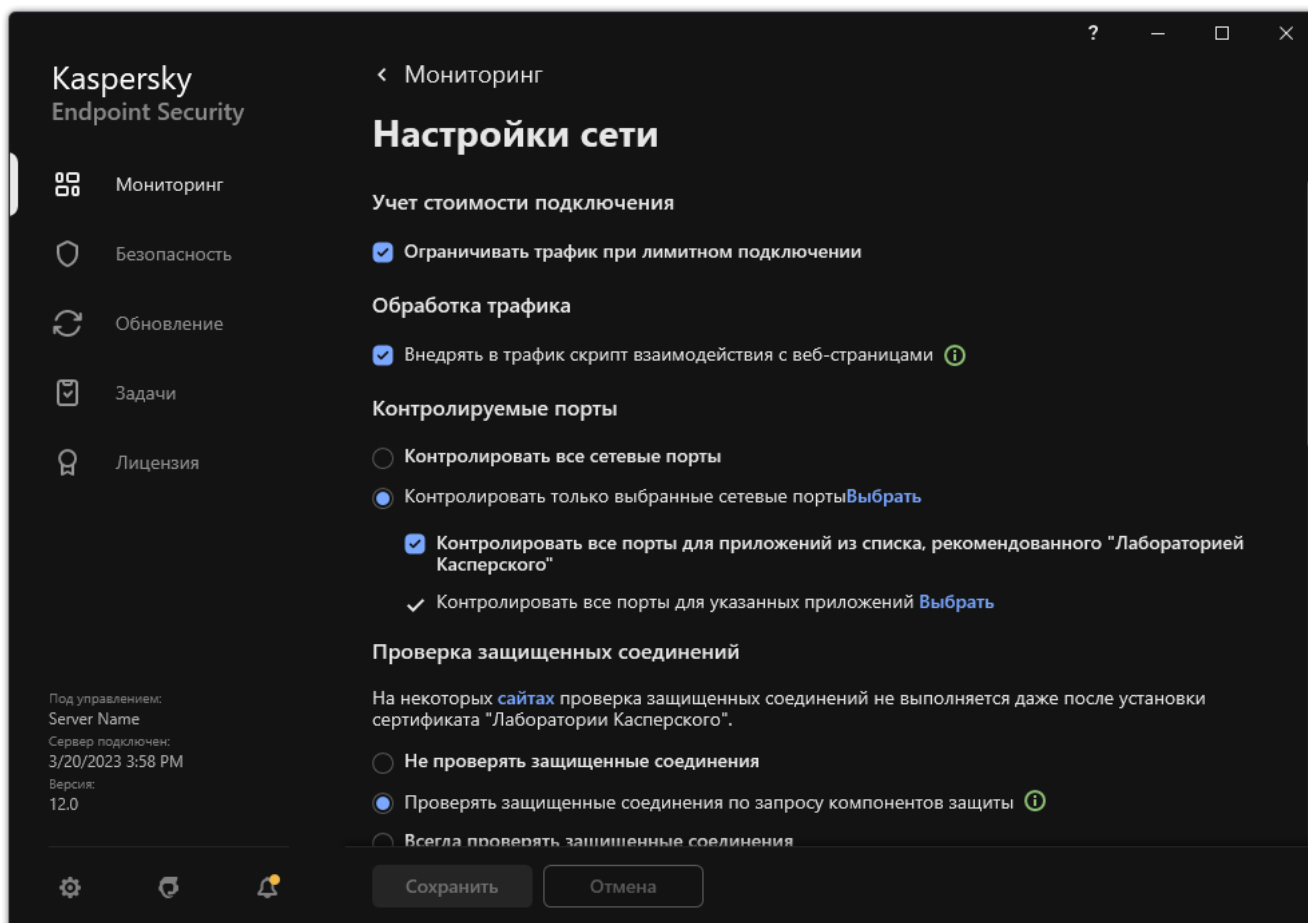 ?
Kaspersky
Endpoint Security
Мониторинг
Безопасность
Обновление
Задачи
Лицензия
Под управлением:
Server Name
Сервер подключен:
3/20/2023 3:58 PM
Версия:
12.0
Мониторинг
Настройки сети
Учет стоимости подключения
Ограничивать трафик при лимитном подключении
Обработка трафика
Внедрять в трафик скрипт взаимодействия с веб-страницами
Контролируемые порты
Контролировать все сетевые порты
Контролировать только выбранные сетевые портыВыбрать
Контролировать все порты для приложений из списка, рекомендованного "Лабораторией
Касперского"
Контролировать все порты для указанных приложений Выбрать
Проверка защищенных соединений
На некоторых сайтах проверка защищенных соединений не выполняется даже после установки
сертификата "Лаборатории Касперского".
Не проверять защищенные соединения
Проверять защищенные соединения по запросу компонентов защиты
Всегда проверять защищенные соединения
Сохранить
Отмена